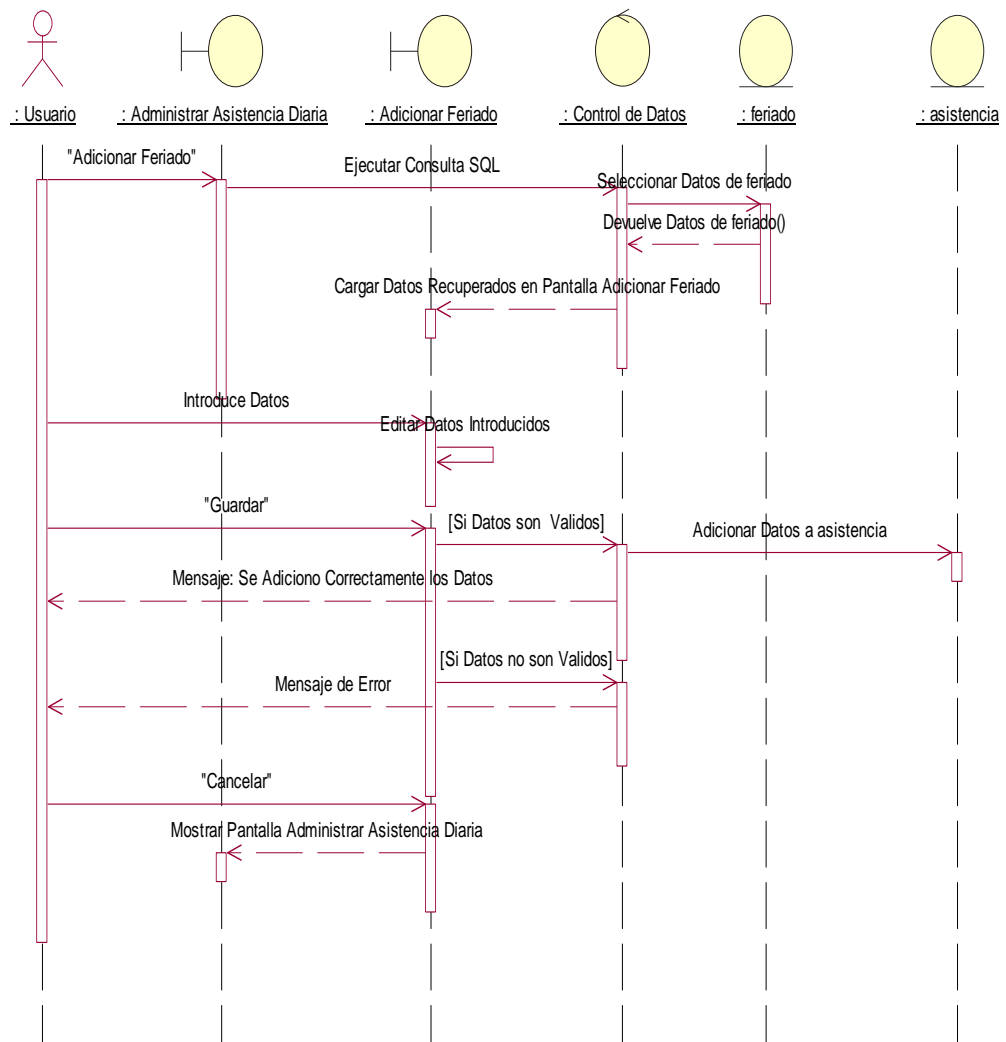 : Usuario
: Administrar Asistencia Diaria
: Adicionar Feriado
: Control de Datos
: feriado
: asistencia
"Adicionar Feriado"
Ejecutar Consulta SQL
Seleccionar Datos de feriado
Devuelve Datos de feriado()
Cargar Datos Recuperados en Pantalla Adicionar Feriado
Introduce Datos
Editar Datos Introducidos
"Guardar"
[Si Datos son  Validos]
Adicionar Datos a asistencia
Mensaje: Se Adiciono Correctamente los Datos
[Si Datos no son Validos]
Mensaje de Error
"Cancelar"
Mostrar Pantalla Administrar Asistencia Diaria